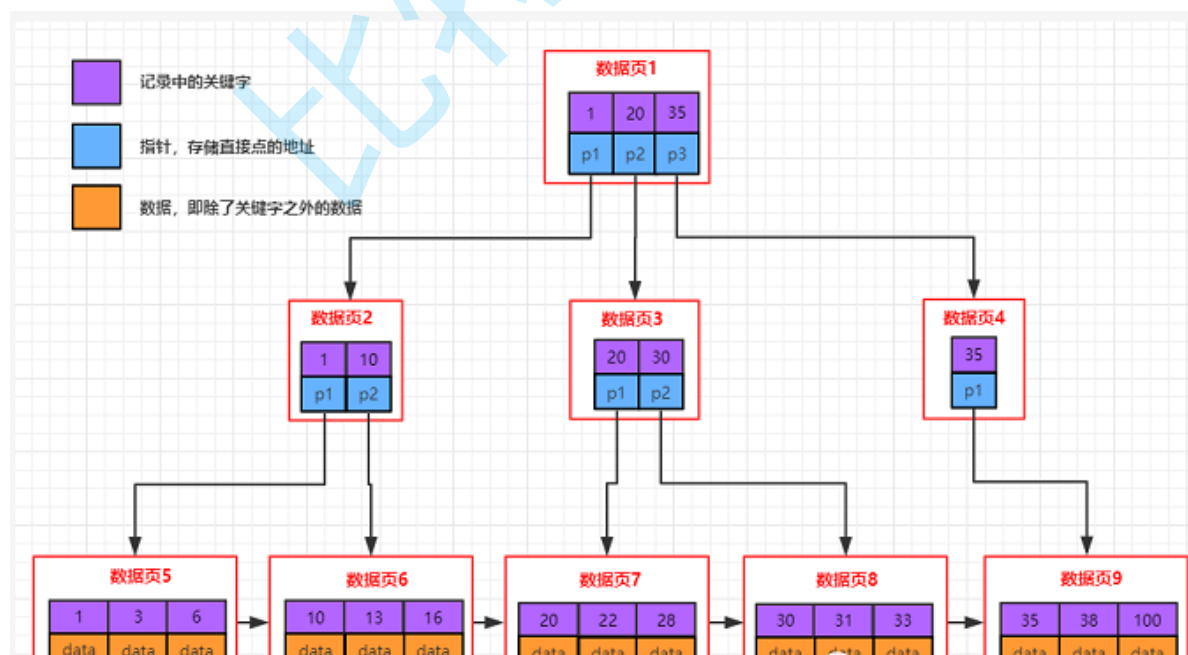 比特
数据页1
记录中的关键字
1 20 35
指针，存储直接点的地址
p1 p2 p3
数据，即除了关键字之外的数据
数据页2 数据页3 数据页4
1 10 20 30 35
p1 p2 p1 p2 p1
数据页5 数据页6 数据页7 数据页8 数据页9
1 3 6 10 13 16 20 22 28 30 31 33 35 38 100
data data data data data data data data data data data data data data data